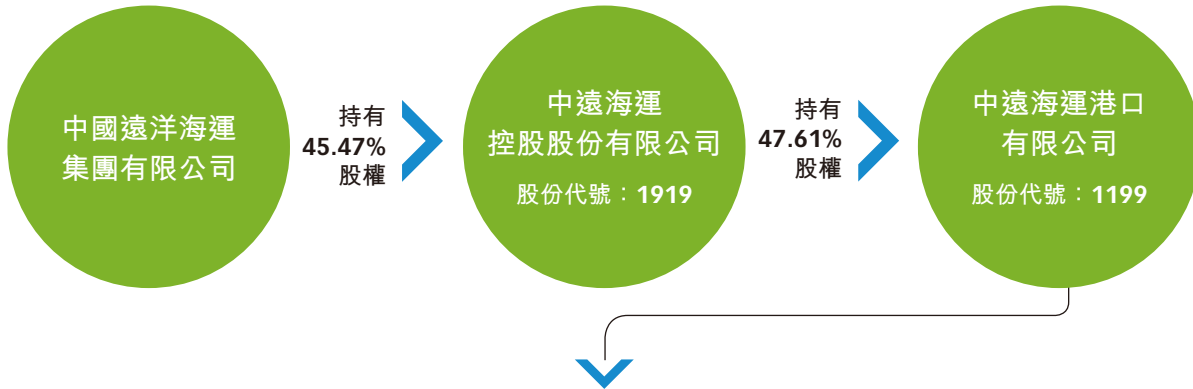 中國遠洋海運
集團有限公司
持有
45.47%
股權
中遠海運
控股股份有限公司
股份代號：1919
持有
47.61%
股權
中遠海運港口
有限公司
股份代號：1199